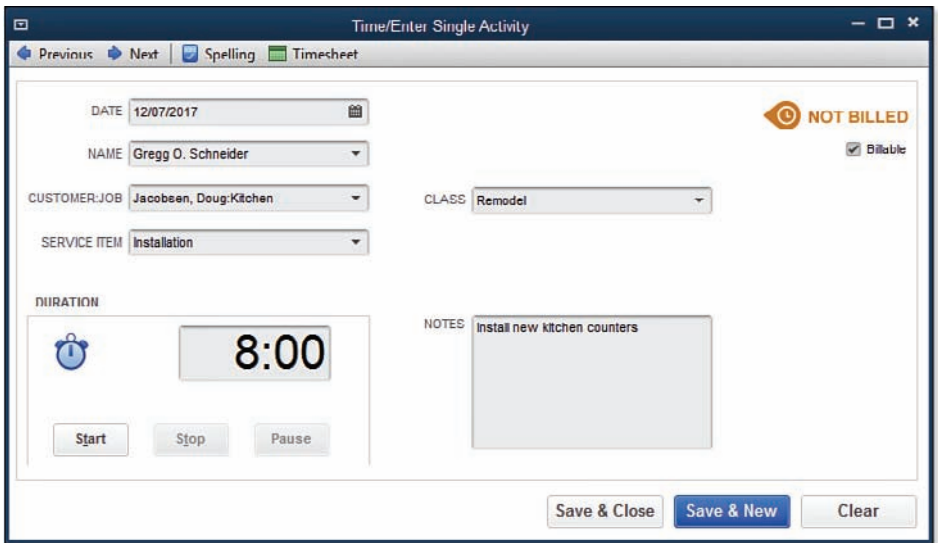 Time/Enter Single Activity
Previous Next Spelling Timesheet
DATE 12/07/2017
NOT BILLED
NAME Gregg O. Schneider
Billable
CUSTOMER:JOB Jacobsen, Doug:Kitchen
CLASS Remodel
SERVICE ITEM Installation
DURATION
8:00
NOTES Install new kitchen counters
Start Stop Pause
Save & Close Save & New Clear